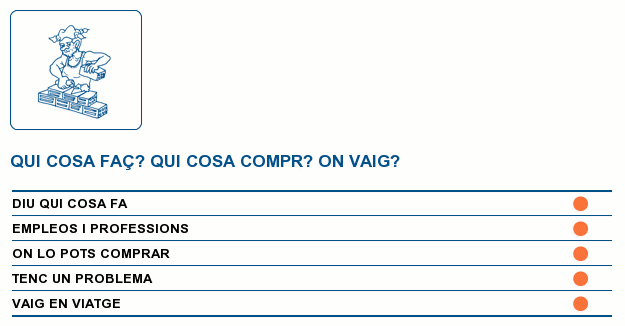 QUI COSA FAÇ? QUI COSA COMPR? ON VAIG?
DIU QUI COSA FA
EMPLEOS I PROFESSIONS
ON LO POTS COMPRAR
TENC UN PROBLEMA
VAIG EN VIATGE